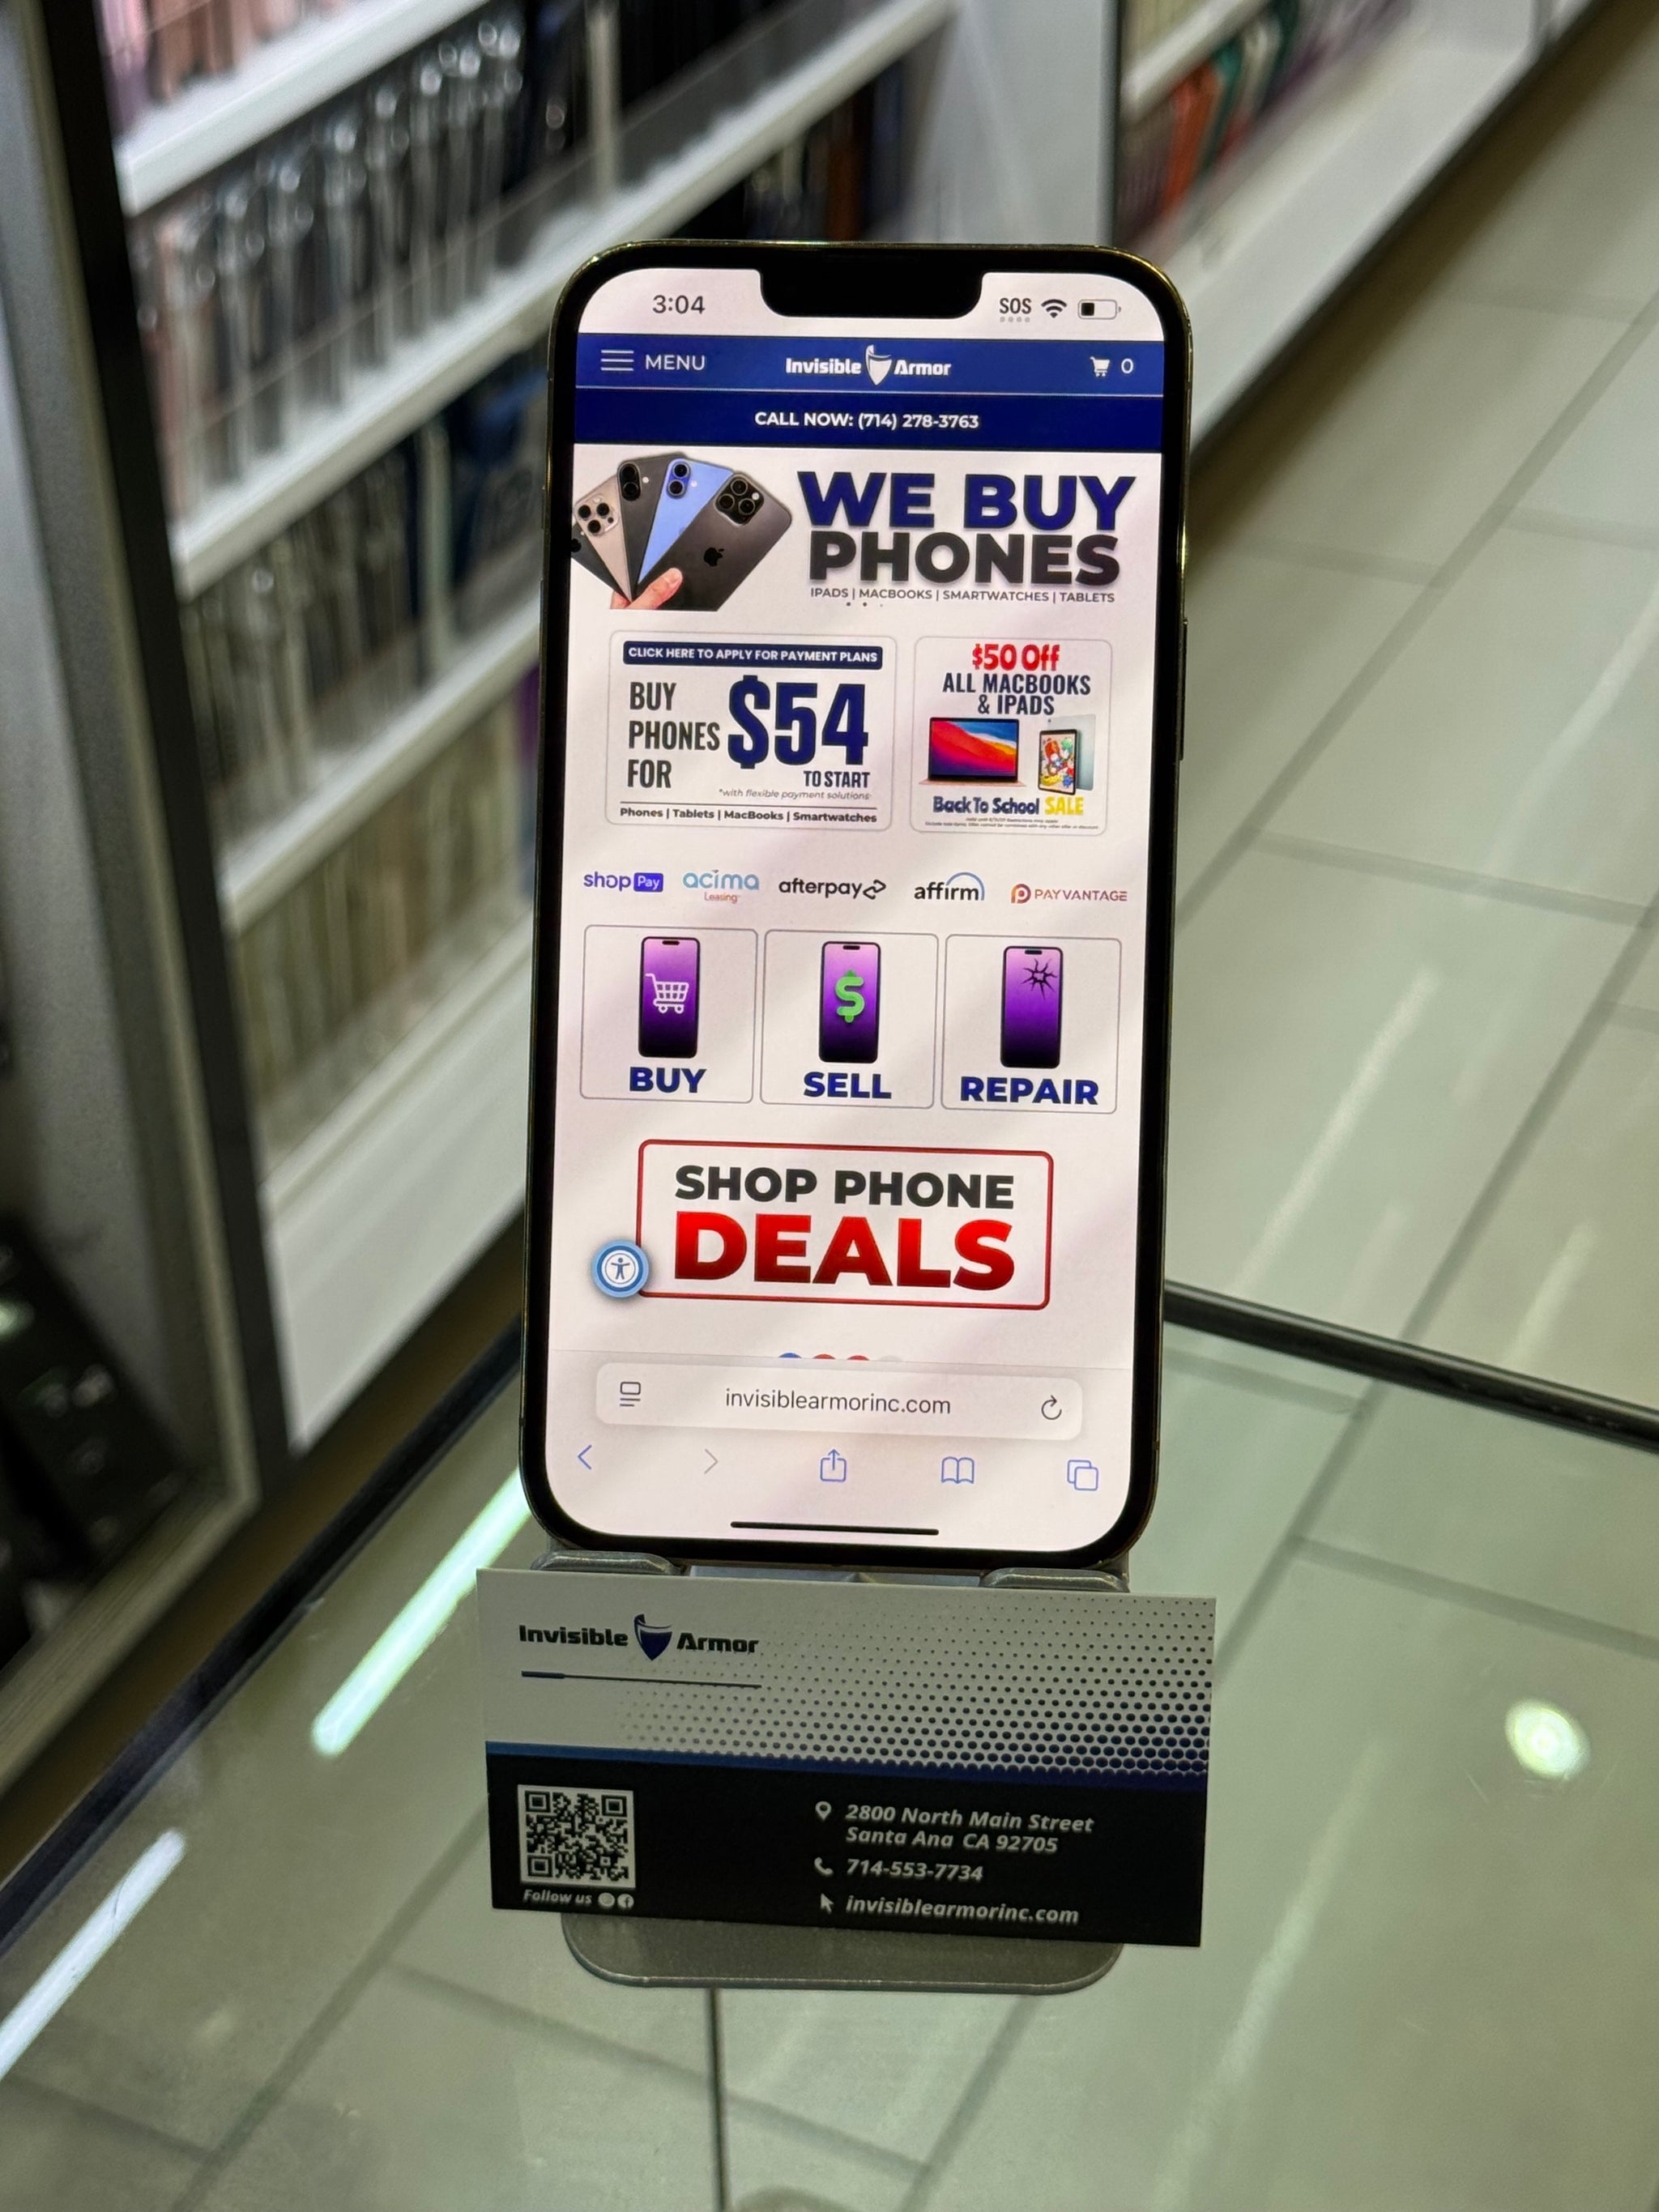 3:04
SOS
MENU
Invisible Armor
0
CALL NOW: (714) 278-3763
WE BUY
PHONES
IPADS | MACBOOKS | SMARTWATCHES | TABLETS
CLICK HERE TO APPLY FOR PAYMENT PLANS
BUY
PHONES
FOR
$54
TO START
*with flexible payment solutions
Phones | Tablets | MacBooks | Smartwatches
$50 Off
ALL MACBOOKS
& IPADS
Back To School SALE
shop Pay
acima
Leasing
afterpay
affirm
PAYVANTAGE
BUY
SELL
REPAIR
SHOP PHONE
DEALS
invisiblearmorinc.com
Invisible Armor
Follow us
2800 North Main Street
Santa Ana CA 92705
714-553-7734
invisiblearmorinc.com